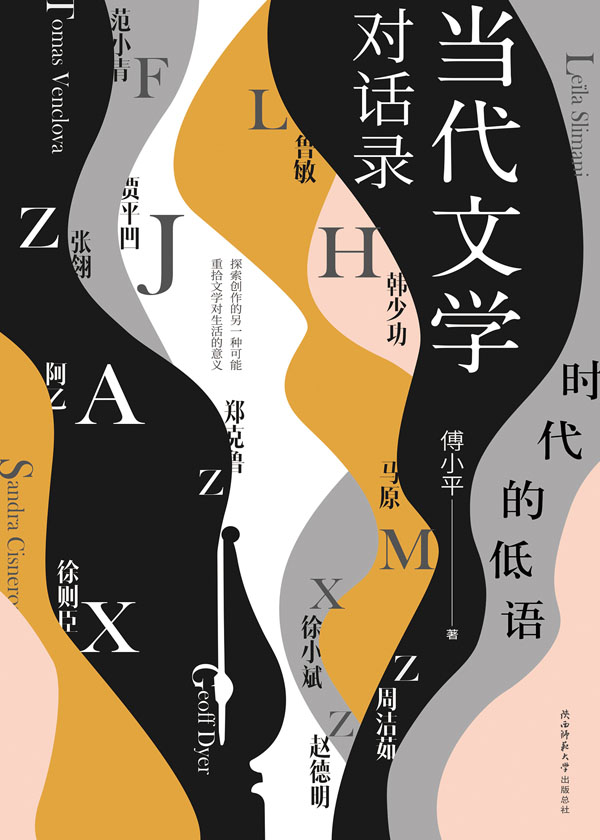 当代文学
对话录
时代的低语
傅小平
著
探索创作的另一种可能
重拾文学对生活的意义
Tomas Venclova
范小青
F
L
鲁敏
Leïla Slimani
贾平凹
J
Z
张翎
H
韩少功
阿乙
A
郑克鲁
Z
马原
M
Sandra Cisnero
徐则臣
X
X
徐小斌
Z
周洁茹
Geoff Dyer
Z
赵德明
陕西师范大学出版总社